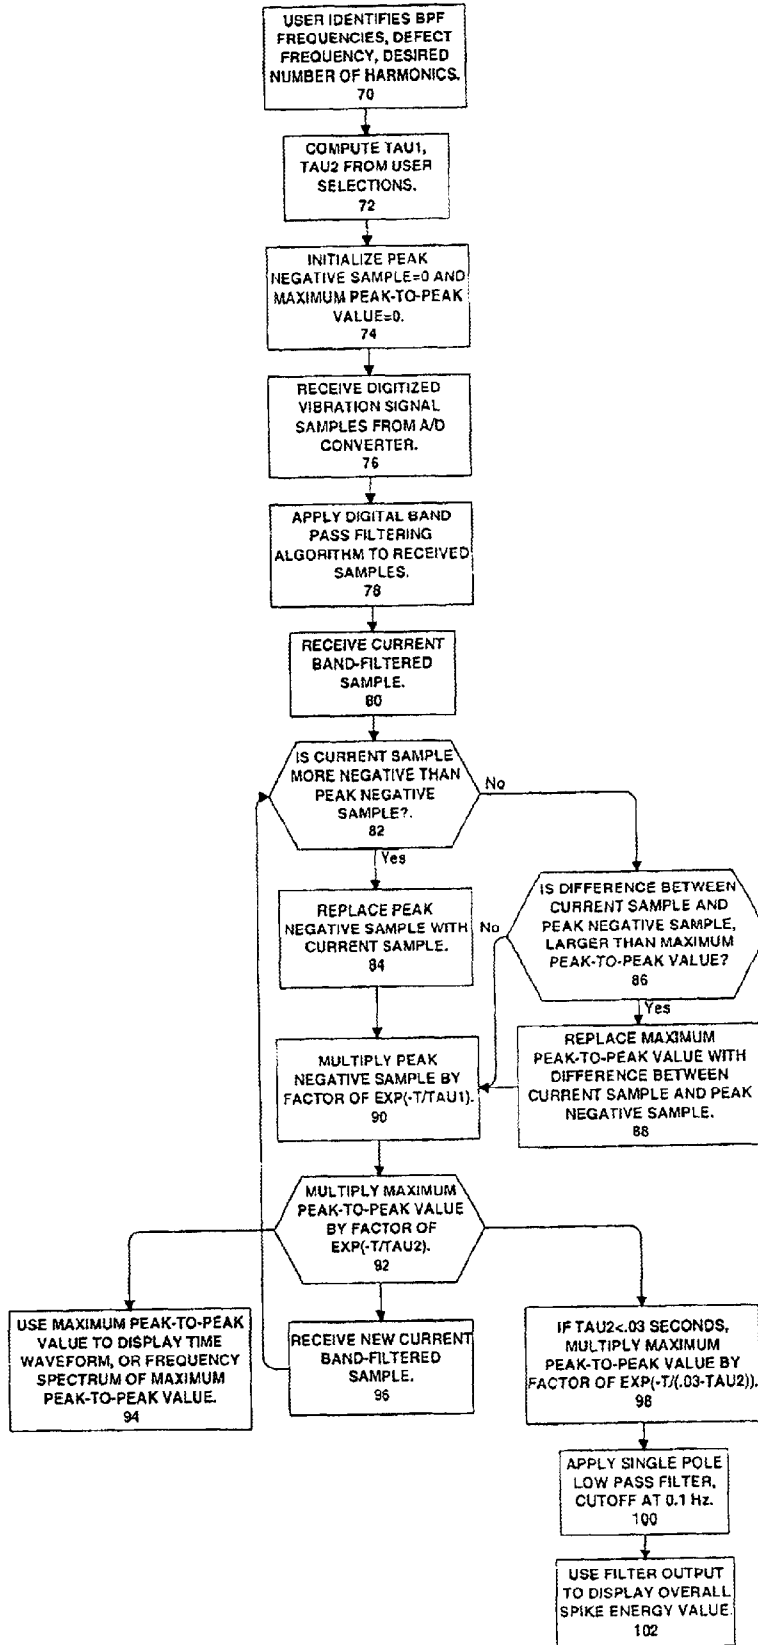 USER IDENTIFIES BPF
FREQUENCIES, DEFECT
FREQUENCY, DESIRED
NUMBER OF HARMONICS.
70
COMPUTE TAU1,
TAU2 FROM USER
SELECTIONS.
72
INITIALIZE PEAK
NEGATIVE SAMPLE=0 AND
MAXIMUM PEAK-TO-PEAK
VALUE=0.
74
RECEIVE DIGITIZED
VIBRATION SIGNAL
SAMPLES FROM A/D
CONVERTER.
76
APPLY DIGITAL BAND
PASS FILTERING
ALGORITHM TO RECEIVED
SAMPLES.
78
RECEIVE CURRENT
BAND-FILTERED
SAMPLE.
80
IS CURRENT SAMPLE
MORE NEGATIVE THAN
PEAK NEGATIVE
SAMPLE?.
82
No
Yes
REPLACE PEAK
NEGATIVE SAMPLE WITH
CURRENT SAMPLE.
84
IS DIFFERENCE BETWEEN
CURRENT SAMPLE AND
PEAK NEGATIVE SAMPLE,
LARGER THAN MAXIMUM
PEAK-TO-PEAK VALUE?
86
No
Yes
REPLACE MAXIMUM
PEAK-TO-PEAK VALUE WITH
DIFFERENCE BETWEEN
CURRENT SAMPLE AND PEAK
NEGATIVE SAMPLE.
88
MULTIPLY PEAK
NEGATIVE SAMPLE BY
FACTOR OF EXP(-T/TAU1).
90
MULTIPLY MAXIMUM
PEAK-TO-PEAK VALUE
BY FACTOR OF
EXP(-T/TAU2).
92
USE MAXIMUM PEAK-TO-PEAK
VALUE TO DISPLAY TIME
WAVEFORM, OR FREQUENCY
SPECTRUM OF MAXIMUM
PEAK-TO-PEAK VALUE.
94
RECEIVE NEW CURRENT
BAND-FILTERED
SAMPLE.
96
IF TAU2<.03 SECONDS,
MULTIPLY MAXIMUM
PEAK-TO-PEAK VALUE BY
FACTOR OF EXP(-T/(.03-TAU2)).
98
APPLY SINGLE POLE
LOW PASS FILTER,
CUTOFF AT 0.1 Hz.
100
USE FILTER OUTPUT
TO DISPLAY OVERALL
SPIKE ENERGY VALUE.
102